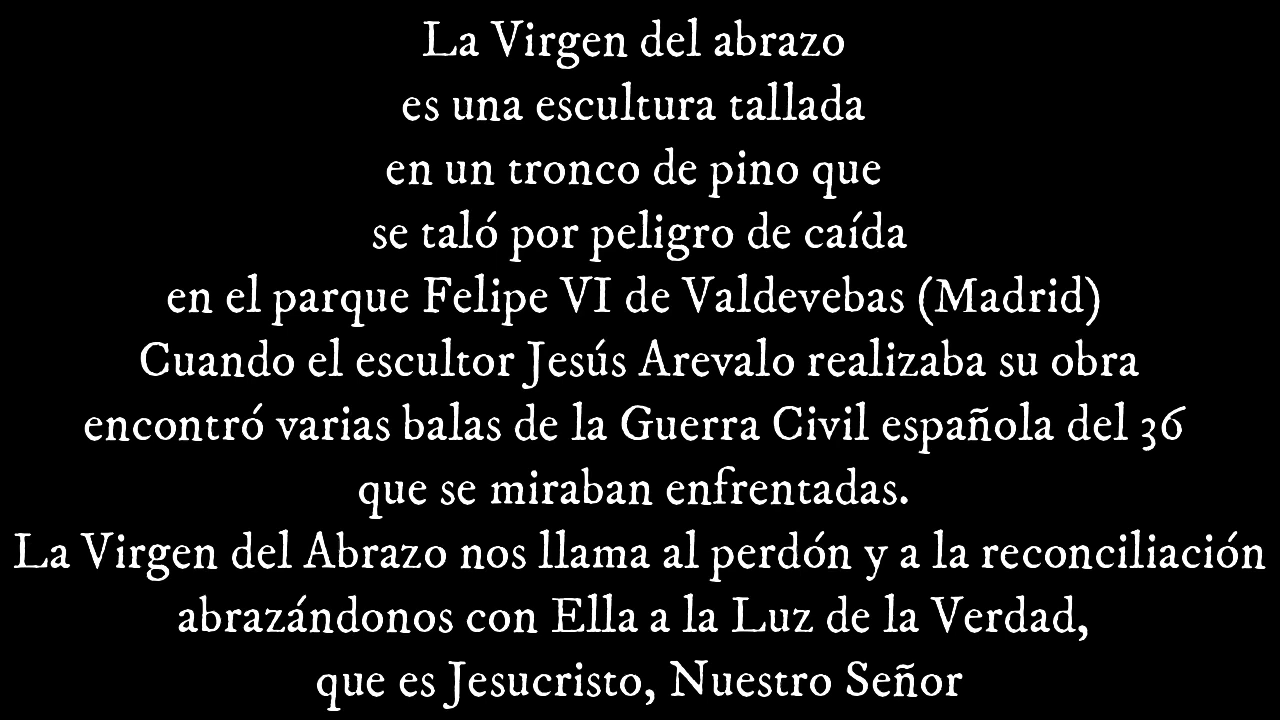 La Virgen del abrazo
es una escultura tallada
en un tronco de pino que
se taló por peligro de caída
en el parque Felipe VI de Valdevebas (Madrid)
Cuando el escultor Jesús Arevalo realizaba su obra
encontró varias balas de la Guerra Civil española del 36
que se miraban enfrentadas.
La Virgen del Abrazo nos llama al perdón y a la reconciliación
abrazándonos con Ella a la Luz de la Verdad,
que es Jesucristo, Nuestro Señor